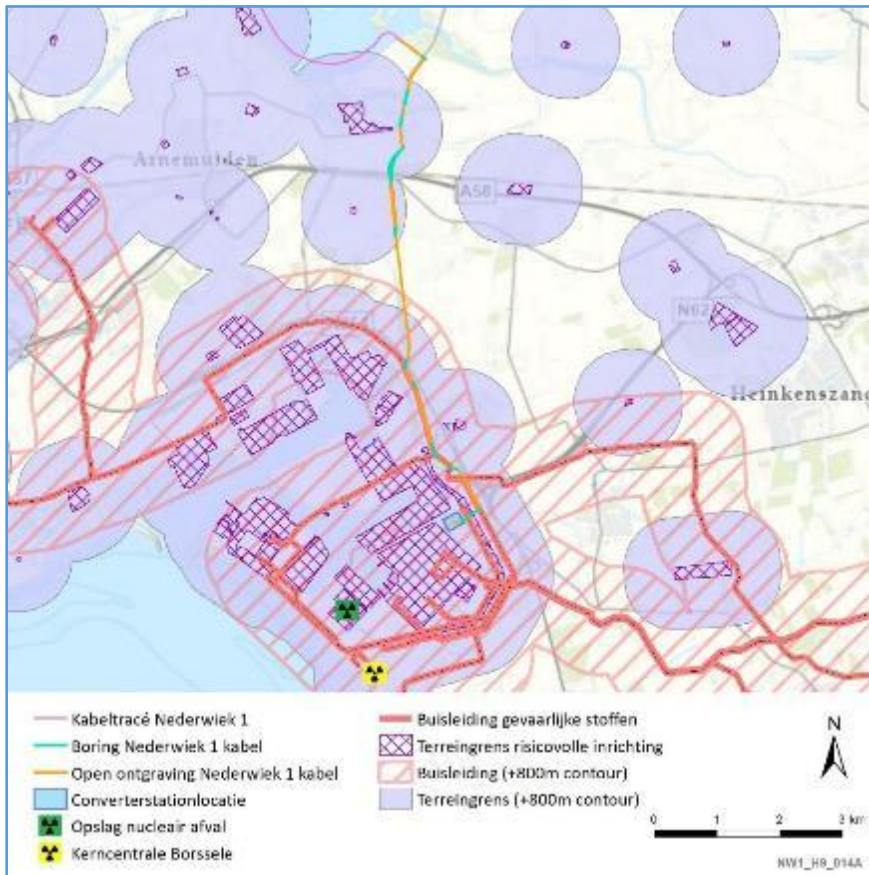 Arnemuiden
A58
N62
Heinkenszand
Kabeltracé Nederwiek 1
Boring Nederwiek 1 kabel
Open ontgraving Nederwiek 1 kabel
Converterstationlocatie
Opslag nucleair afval
Kerncentrale Borssele
Buisleiding gevaarlijke stoffen
Terreingrens risicovolle inrichting
Buisleiding (+800m contour)
Terreingrens (+800m contour)
N
0 1 2 3 km
NW1_H9_014A